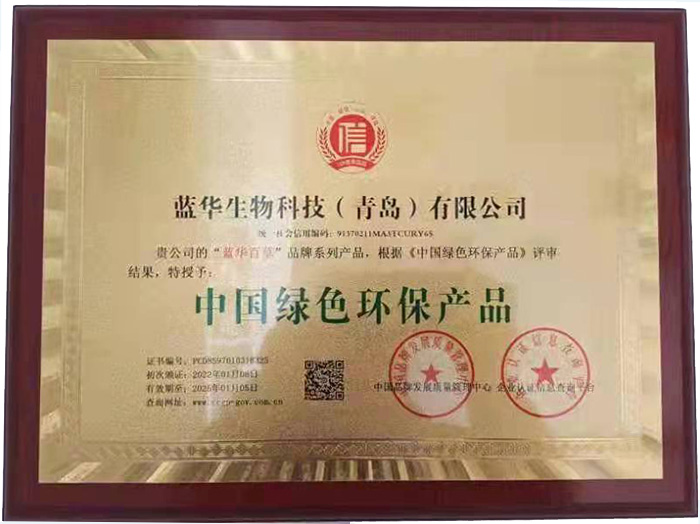 信
蓝华生物科技（青岛）有限公司
统一社会信用编码：91370211MA3TCURY6S
贵公司的“蓝华百草”品牌系列产品，根据《中国绿色环保产品》评审
结果，特授予：
中国绿色环保产品
证书编号：
初次颁证：2022年01月06日
有效期至：2025年01月05日
查询网址：
中国品牌发展质量管理中心 企业认证信息查询平台